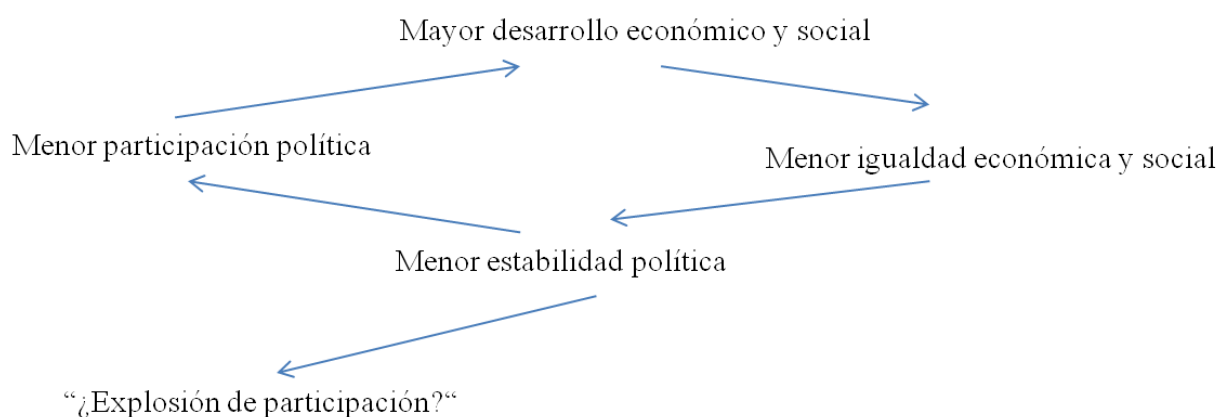 Mayor desarrollo económico y social
Menor participación política
Menor igualdad económica y social
Menor estabilidad política
“¿Explosión de participación?“